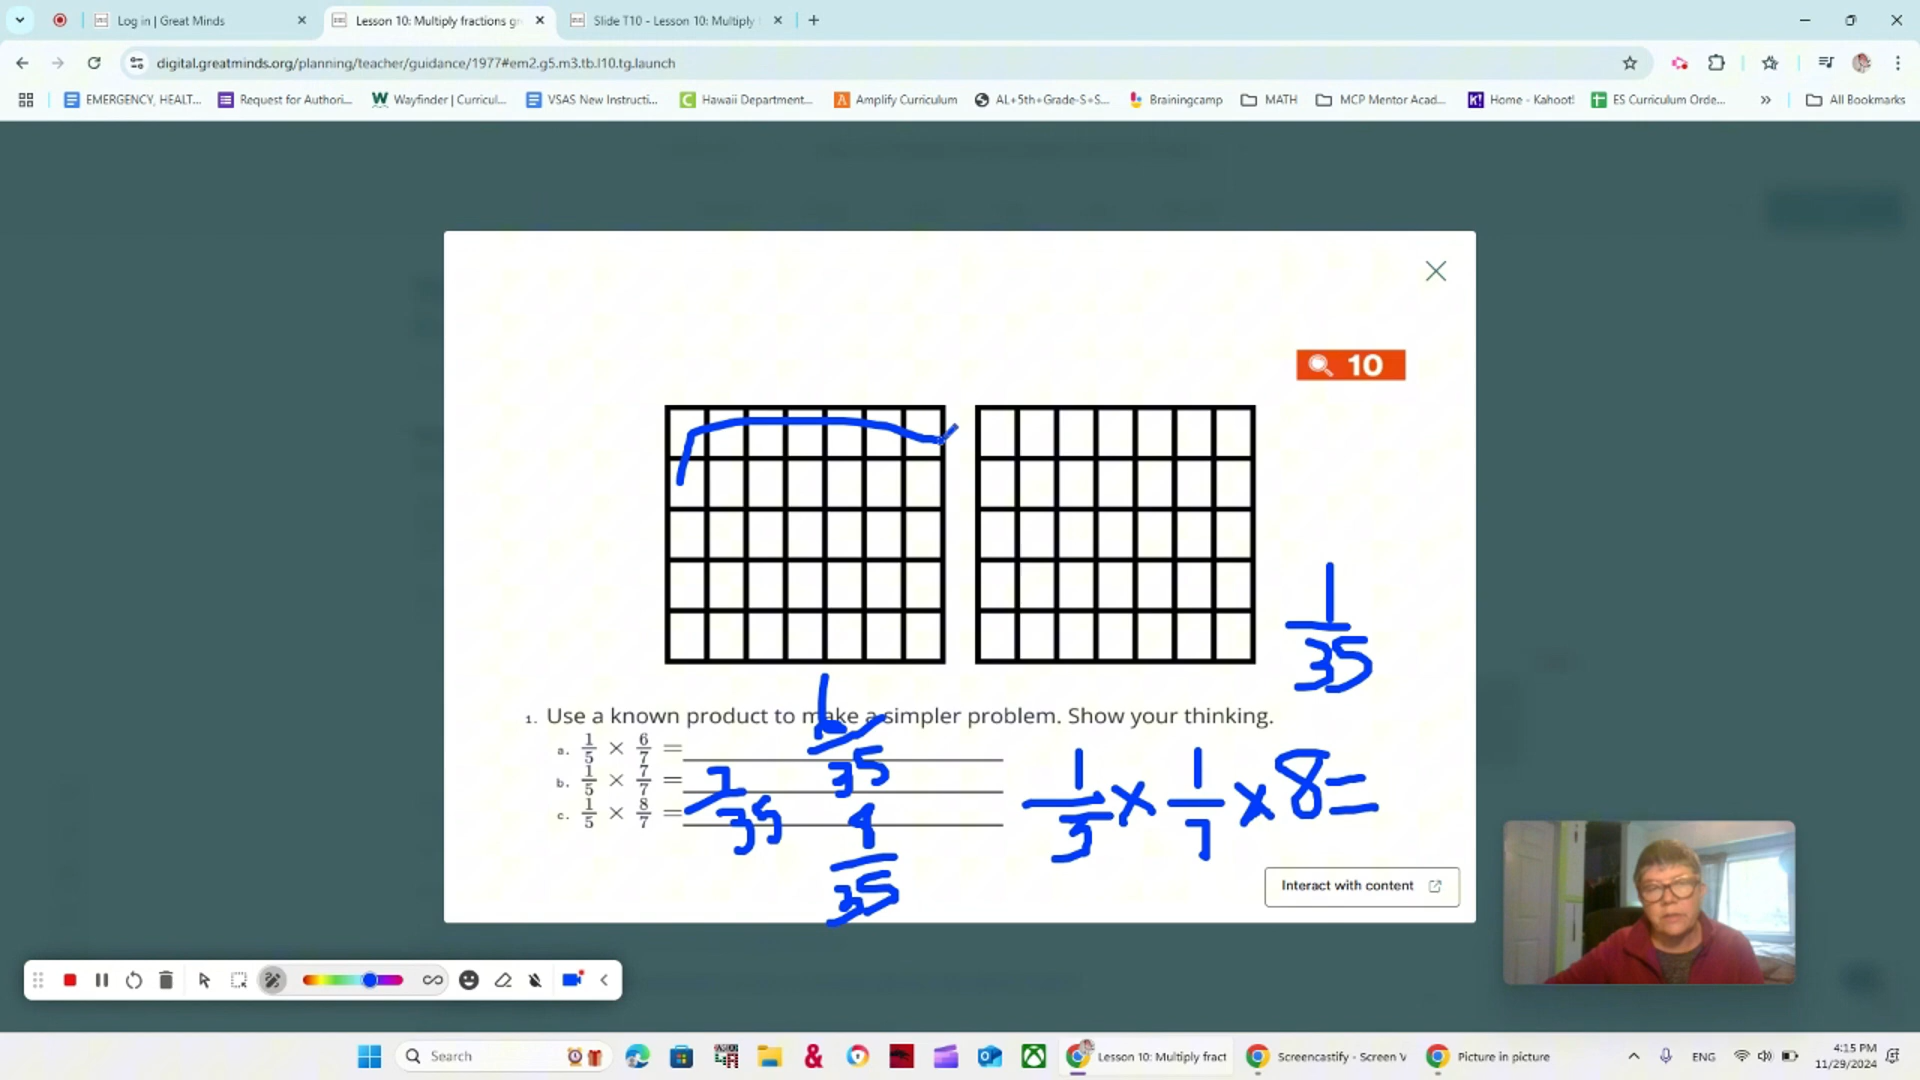 Log in | Great Minds
Lesson 10: Multiply fractions gr
Slide T10 - Lesson 10: Multiply f
digital.greatminds.org/planning/teacher/guidance/1977#em2.g5.m3.tb.l10.tg.launch
EMERGENCY, HEALT...
Request for Authori...
Wayfinder | Curricul...
VSAS New Instructi...
Hawaii Department...
Amplify Curriculum
AL+5th+Grade-S+S...
Brainingcamp
MATH
MCP Mentor Acad...
Home - Kahoot!
ES Curriculum Orde...
All Bookmarks
10
1/35
1. Use a known product to make a simpler problem. Show your thinking.
a. 1/5 × 6/7 =
6/35
b. 1/5 × 7/7 =
7/35
c. 1/5 × 8/7 =
8/35
1/5 × 1/7 × 8 =
Interact with content
Search
Lesson 10: Multiply fract
Screencastify - Screen V
Picture in picture
ENG
4:15 PM
11/29/2024